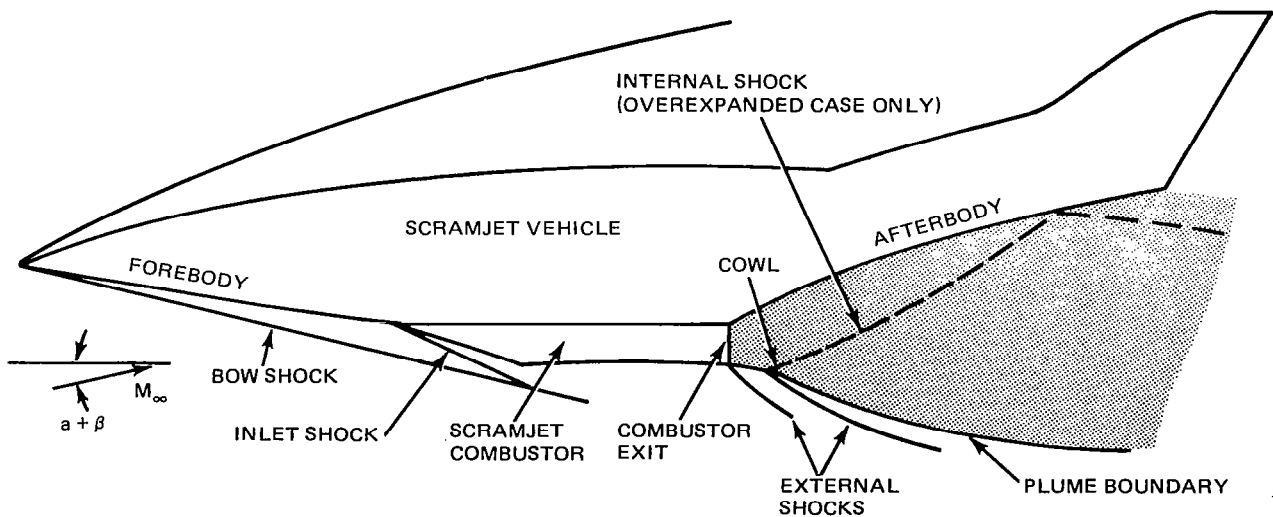 INTERNAL SHOCK
(OVEREXPANDED CASE ONLY)
SCRAMJET VEHICLE
AFTERBODY
FOREBODY
COWL
BOW SHOCK
M∞
a + β
INLET SHOCK
SCRAMJET
COMBUSTOR
COMBUSTOR
EXIT
EXTERNAL
SHOCKS
PLUME BOUNDARY